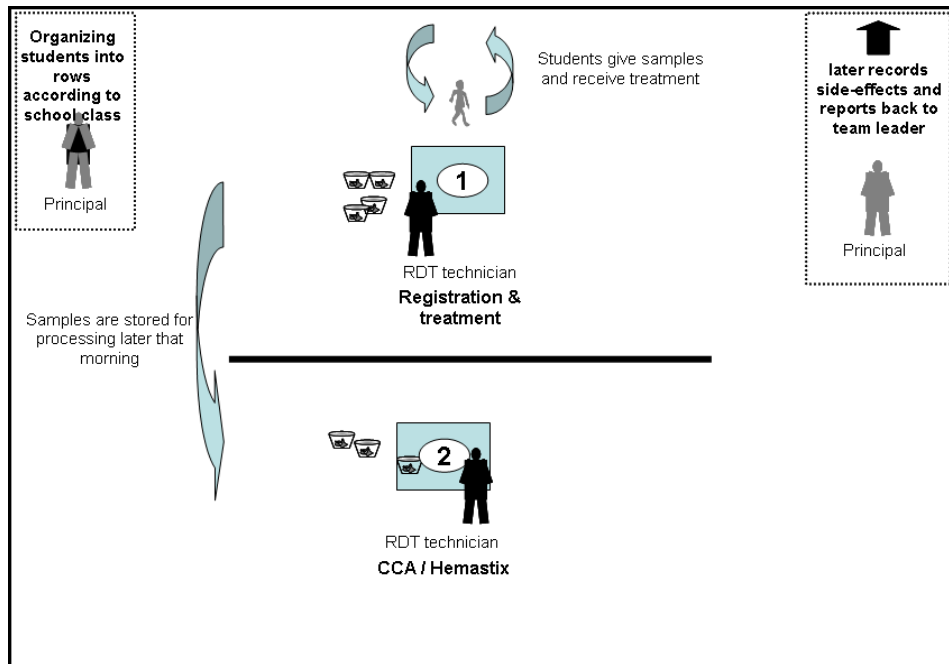 Organizing
students into
rows
according to
school class
Principal
Students give samples
and receive treatment
later records
side-effects and
reports back to
team leader
Principal
1
RDT technician
Registration &
treatment
Samples are stored for
processing later that
morning
2
RDT technician
CCA / Hemastix